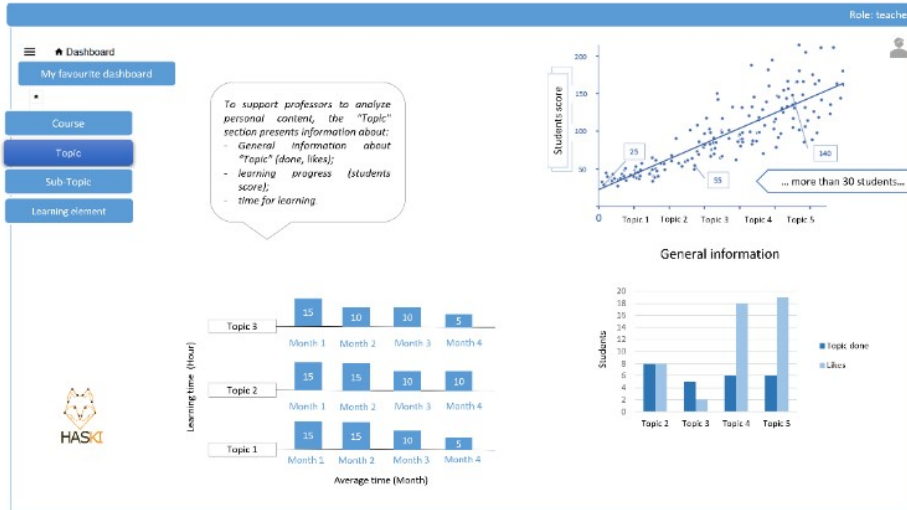 Role: teache
Dashboard
My favourite dashboard
Course
Topic
Sub-Topic
Learning element
To support professors to analyze
personal content, the "Topic"
section presents information about:
- General information about
"Topic" (done, likes);
- learning progress (students
score);
- time for learning.
Students score
200
150
100
50
0
25
55
140
... more than 30 students...
Topic 1 Topic 2 Topic 3 Topic 4 Topic 5
General information
Students
20
18
16
14
12
10
8
6
4
2
0
Topic 2 Topic 3 Topic 4 Topic 5
Topic done
Likes
Learning time (Hour)
Topic 3
15 10 10 5
Month 1 Month 2 Month 3 Month 4
Topic 2
15 15 10 10
Month 1 Month 2 Month 3 Month 4
Topic 1
15 15 10 5
Month 1 Month 2 Month 3 Month 4
Average time (Month)
HASKI